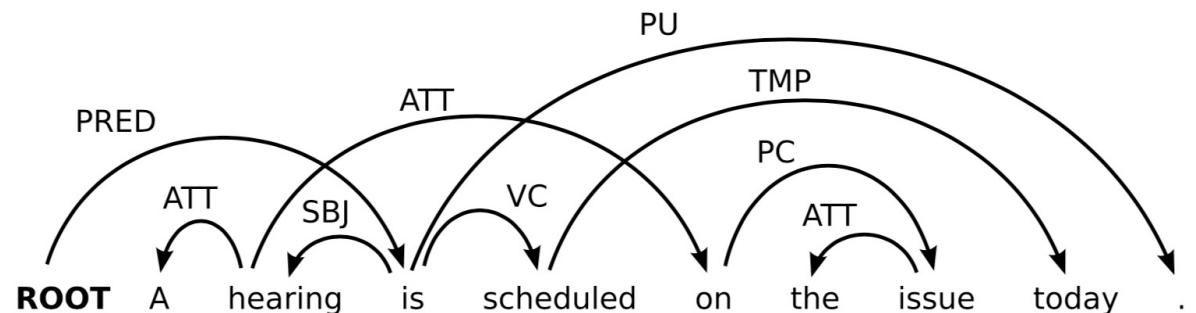 PU
TMP
ATT
PRED
PC
ATT
SBJ
VC
ATT
ROOT A hearing is scheduled on the issue today .